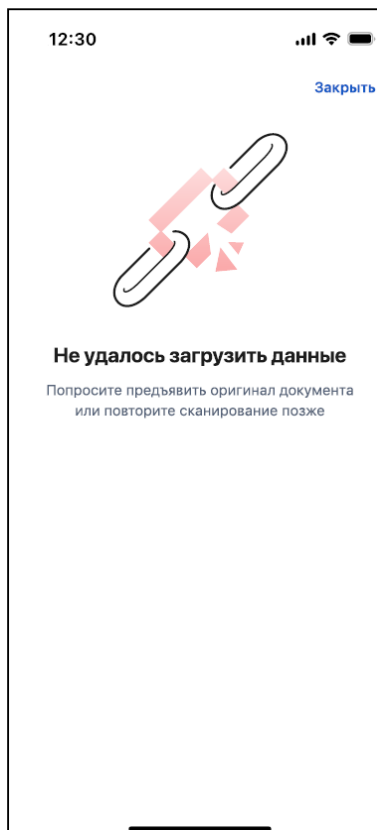 12:30
Закрыть
Не удалось загрузить данные
Попросите предъявить оригинал документа
или повторите сканирование позже